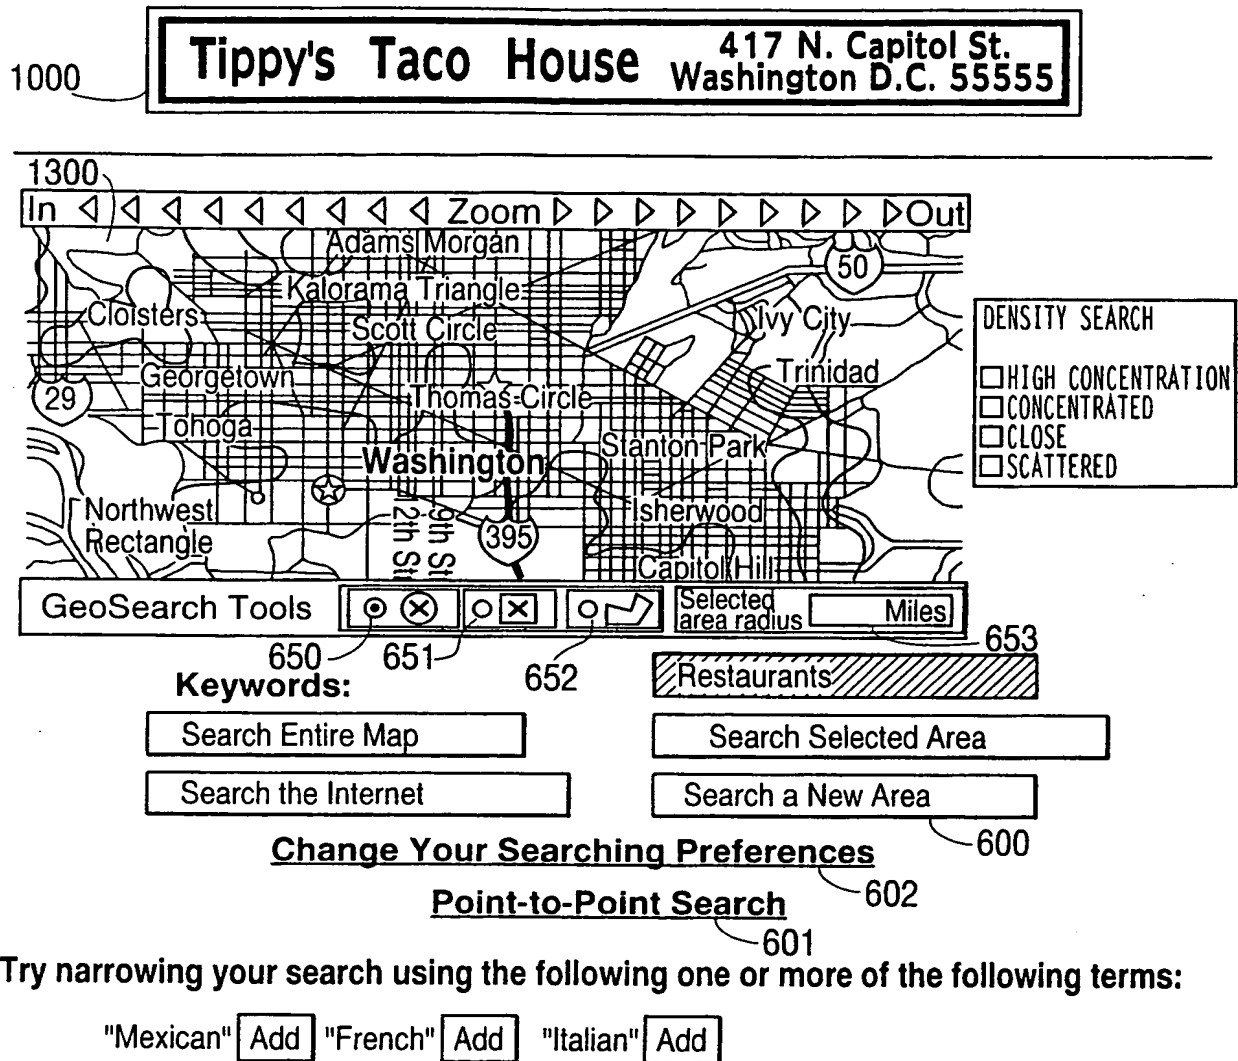 Tippy's Taco House
417 N. Capitol St.
Washington D.C. 55555
1000
1300
In Zoom Out
Adams Morgan
50
Kalorama Triangle
Cloisters
Scott Circle
Ivy City
DENSITY SEARCH
Georgetown
Trinidad
HIGH CONCENTRATION
29
Thomas Circle
CONCENTRATED
Tohoga
Stanton Park
CLOSE
Washington
SCATTERED
Northwest
Rectangle
12th St
9th St
395
Isherwood
Capitol Hill
GeoSearch Tools
Selected
area radius
Miles
650
651
652
653
Keywords:
Restaurants
Search Entire Map
Search Selected Area
Search the Internet
Search a New Area
600
Change Your Searching Preferences
602
Point-to-Point Search
601
Try narrowing your search using the following one or more of the following terms:
"Mexican" Add "French" Add "Italian" Add